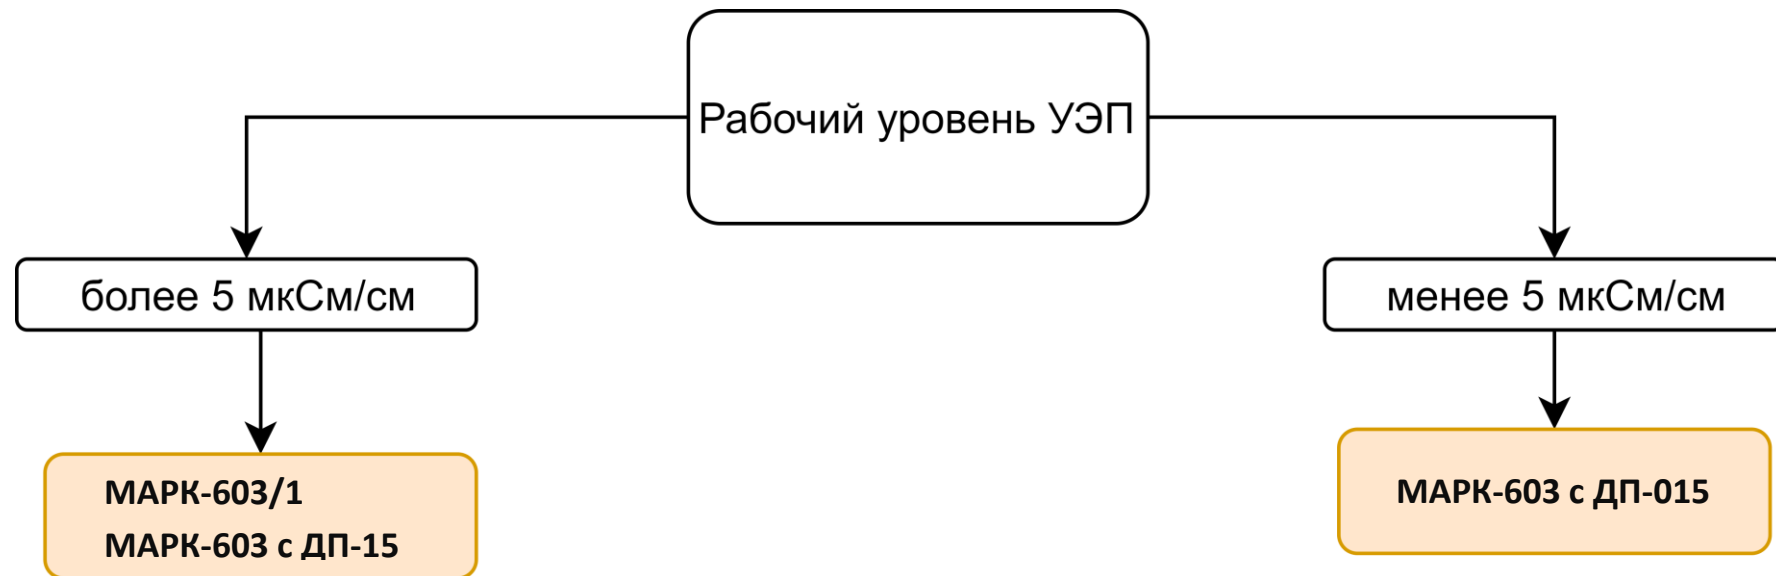 Рабочий уровень УЭП
более 5 мкСм/см
менее 5 мкСм/см
МАРК-603/1
МАРК-603 с ДП-15
МАРК-603 с ДП-015